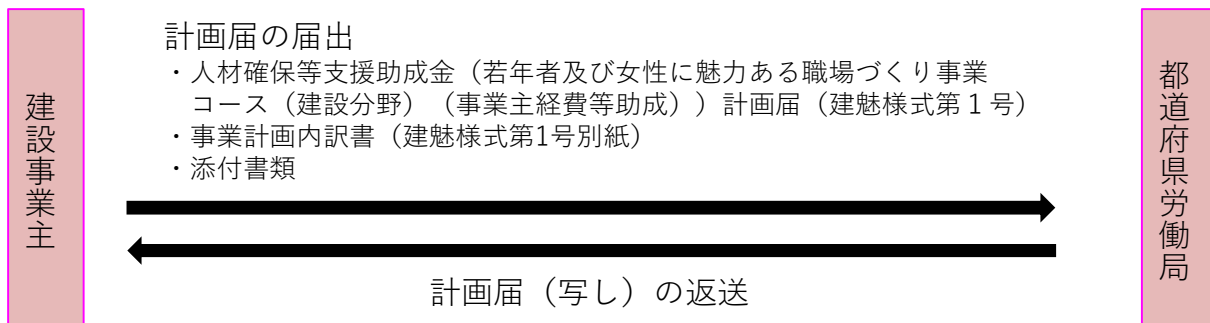 建設事業主
計画届の届出
・人材確保等支援助成金（若年者及び女性に魅力ある職場づくり事業
コース（建設分野）（事業主経費等助成））計画届（建魅様式第１号）
・事業計画内訳書（建魅様式第1号別紙）
・添付書類
計画届（写し）の返送
都道府県労働局